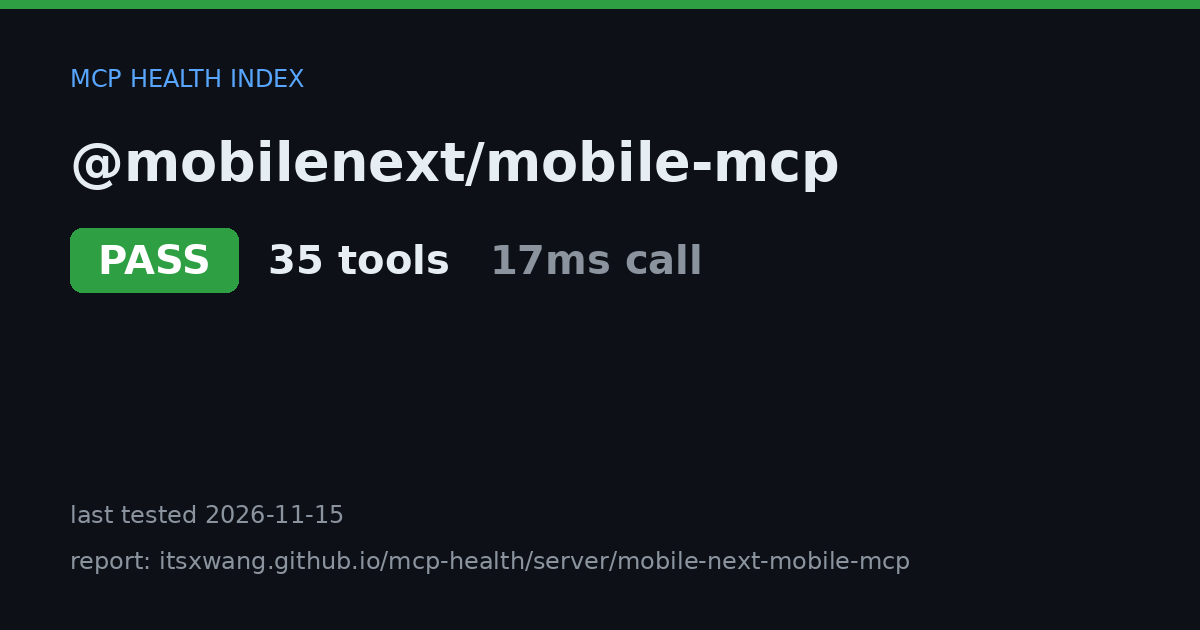 MCP HEALTH INDEX
@mobilenext/mobile-mcp
PASS 35 tools 17ms call
last tested 2026-11-15
report: itsxwang.github.io/mcp-health/server/mobile-next-mobile-mcp